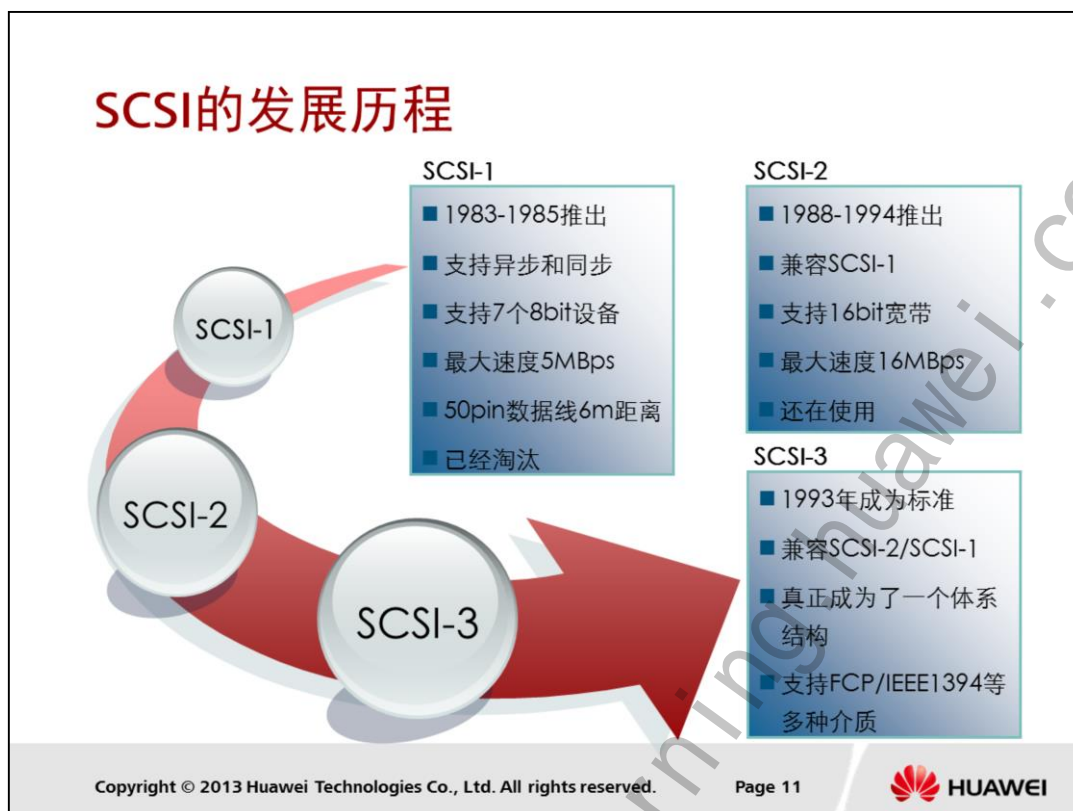 SCSI的发展历程
SCSI-1
SCSI-2
SCSI-3
SCSI-1
■ 1983-1985推出
■ 支持异步和同步
■ 支持7个8bit设备
■ 最大速度5MBps
■ 50pin数据线6m距离
■ 已经淘汰
SCSI-2
■ 1988-1994推出
■ 兼容SCSI-1
■ 支持16bit宽带
■ 最大速度16MBps
■ 还在使用
SCSI-3
■ 1993年成为标准
■ 兼容SCSI-2/SCSI-1
■ 真正成为了一个体系
结构
■ 支持FCP/IEEE1394等
多种介质
rning.huawei.co
Copyright © 2013 Huawei Technologies Co., Ltd. All rights reserved.
Page 11
HUAWEI